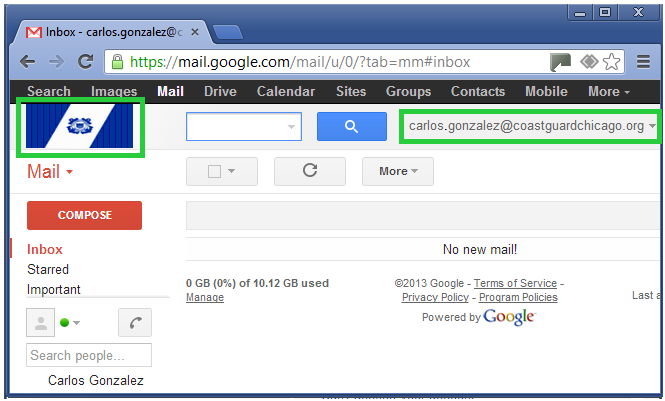 Inbox - carlos.gonzalez@c
https://mail.google.com/mail/u/0/?tab=mm#inbox
Search Images Mail Drive Calendar Sites Groups Contacts Mobile More
carlos.gonzalez@coastguardchicago.org
Mail
More
COMPOSE
No new mail!
Inbox
Starred
Important
0 GB (0%) of 10.12 GB used
Manage
©2013 Google - Terms of Service -
Privacy Policy - Program Policies
Powered by Google™
Last a
Search people...
Carlos Gonzalez